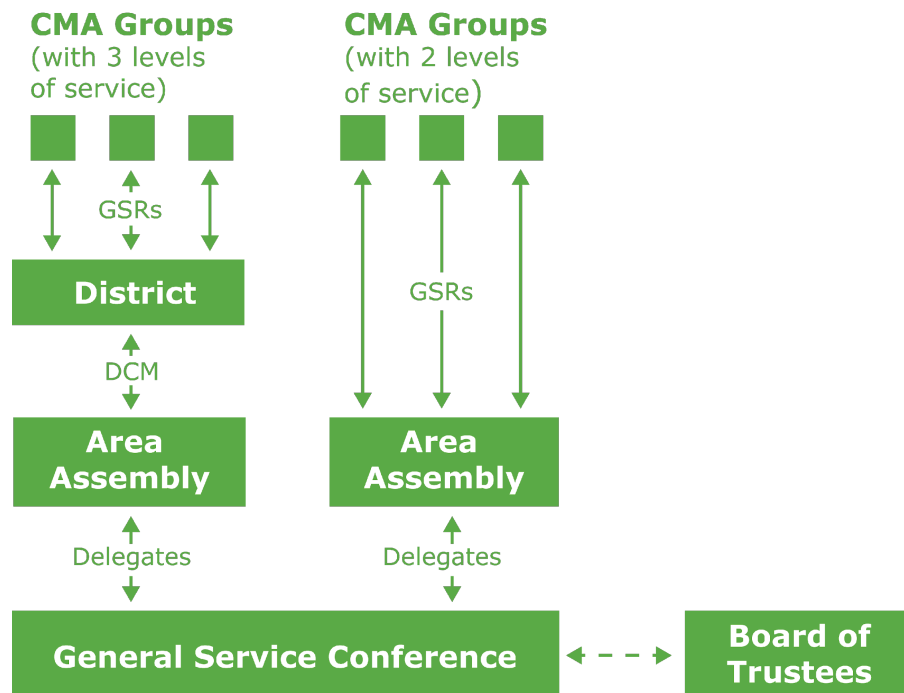 CMA Groups
(with 3 levels
of service)
CMA Groups
(with 2 levels
of service)
GSRs
District
GSRs
DCM
Area
Assembly
Area
Assembly
Delegates
Delegates
General Service Conference
Board of
Trustees